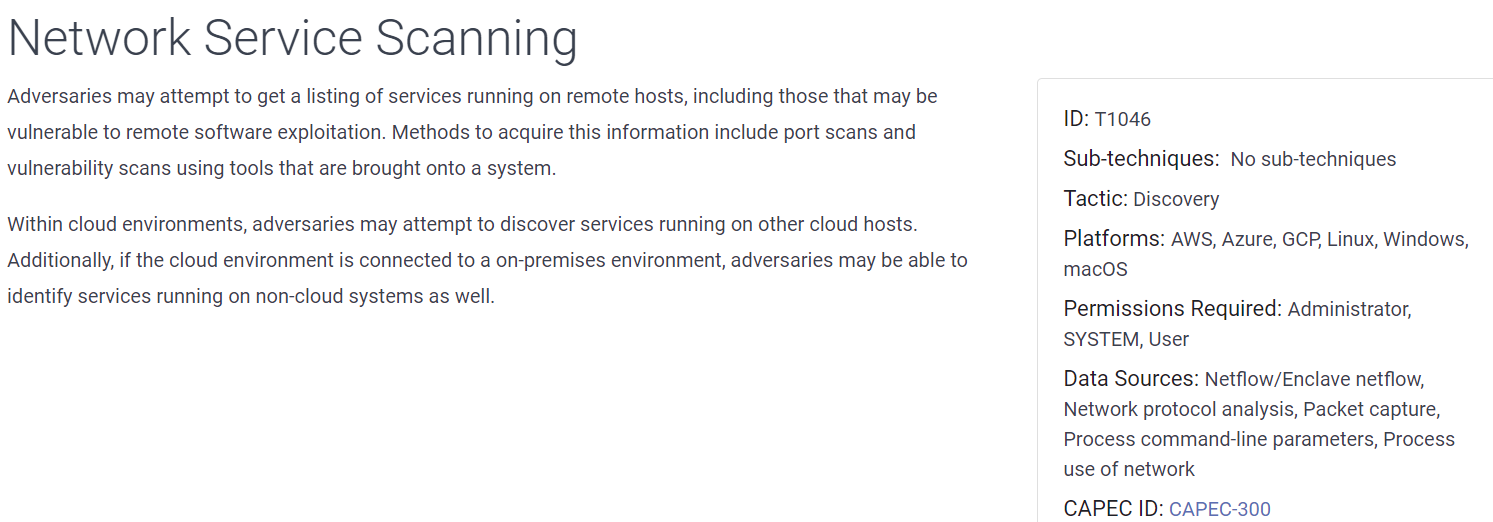 Network Service Scanning
Adversaries may attempt to get a listing of services running on remote hosts, including those that may be
vulnerable to remote software exploitation. Methods to acquire this information include port scans and
vulnerability scans using tools that are brought onto a system.
Within cloud environments, adversaries may attempt to discover services running on other cloud hosts.
Additionally, if the cloud environment is connected to a on-premises environment, adversaries may be able to
identify services running on non-cloud systems as well.
ID: T1046
Sub-techniques: No sub-techniques
Tactic: Discovery
Platforms: AWS, Azure, GCP, Linux, Windows,
macOS
Permissions Required: Administrator,
SYSTEM, User
Data Sources: Netflow/Enclave netflow,
Network protocol analysis, Packet capture,
Process command-line parameters, Process
use of network
CAPEC ID: CAPEC-300